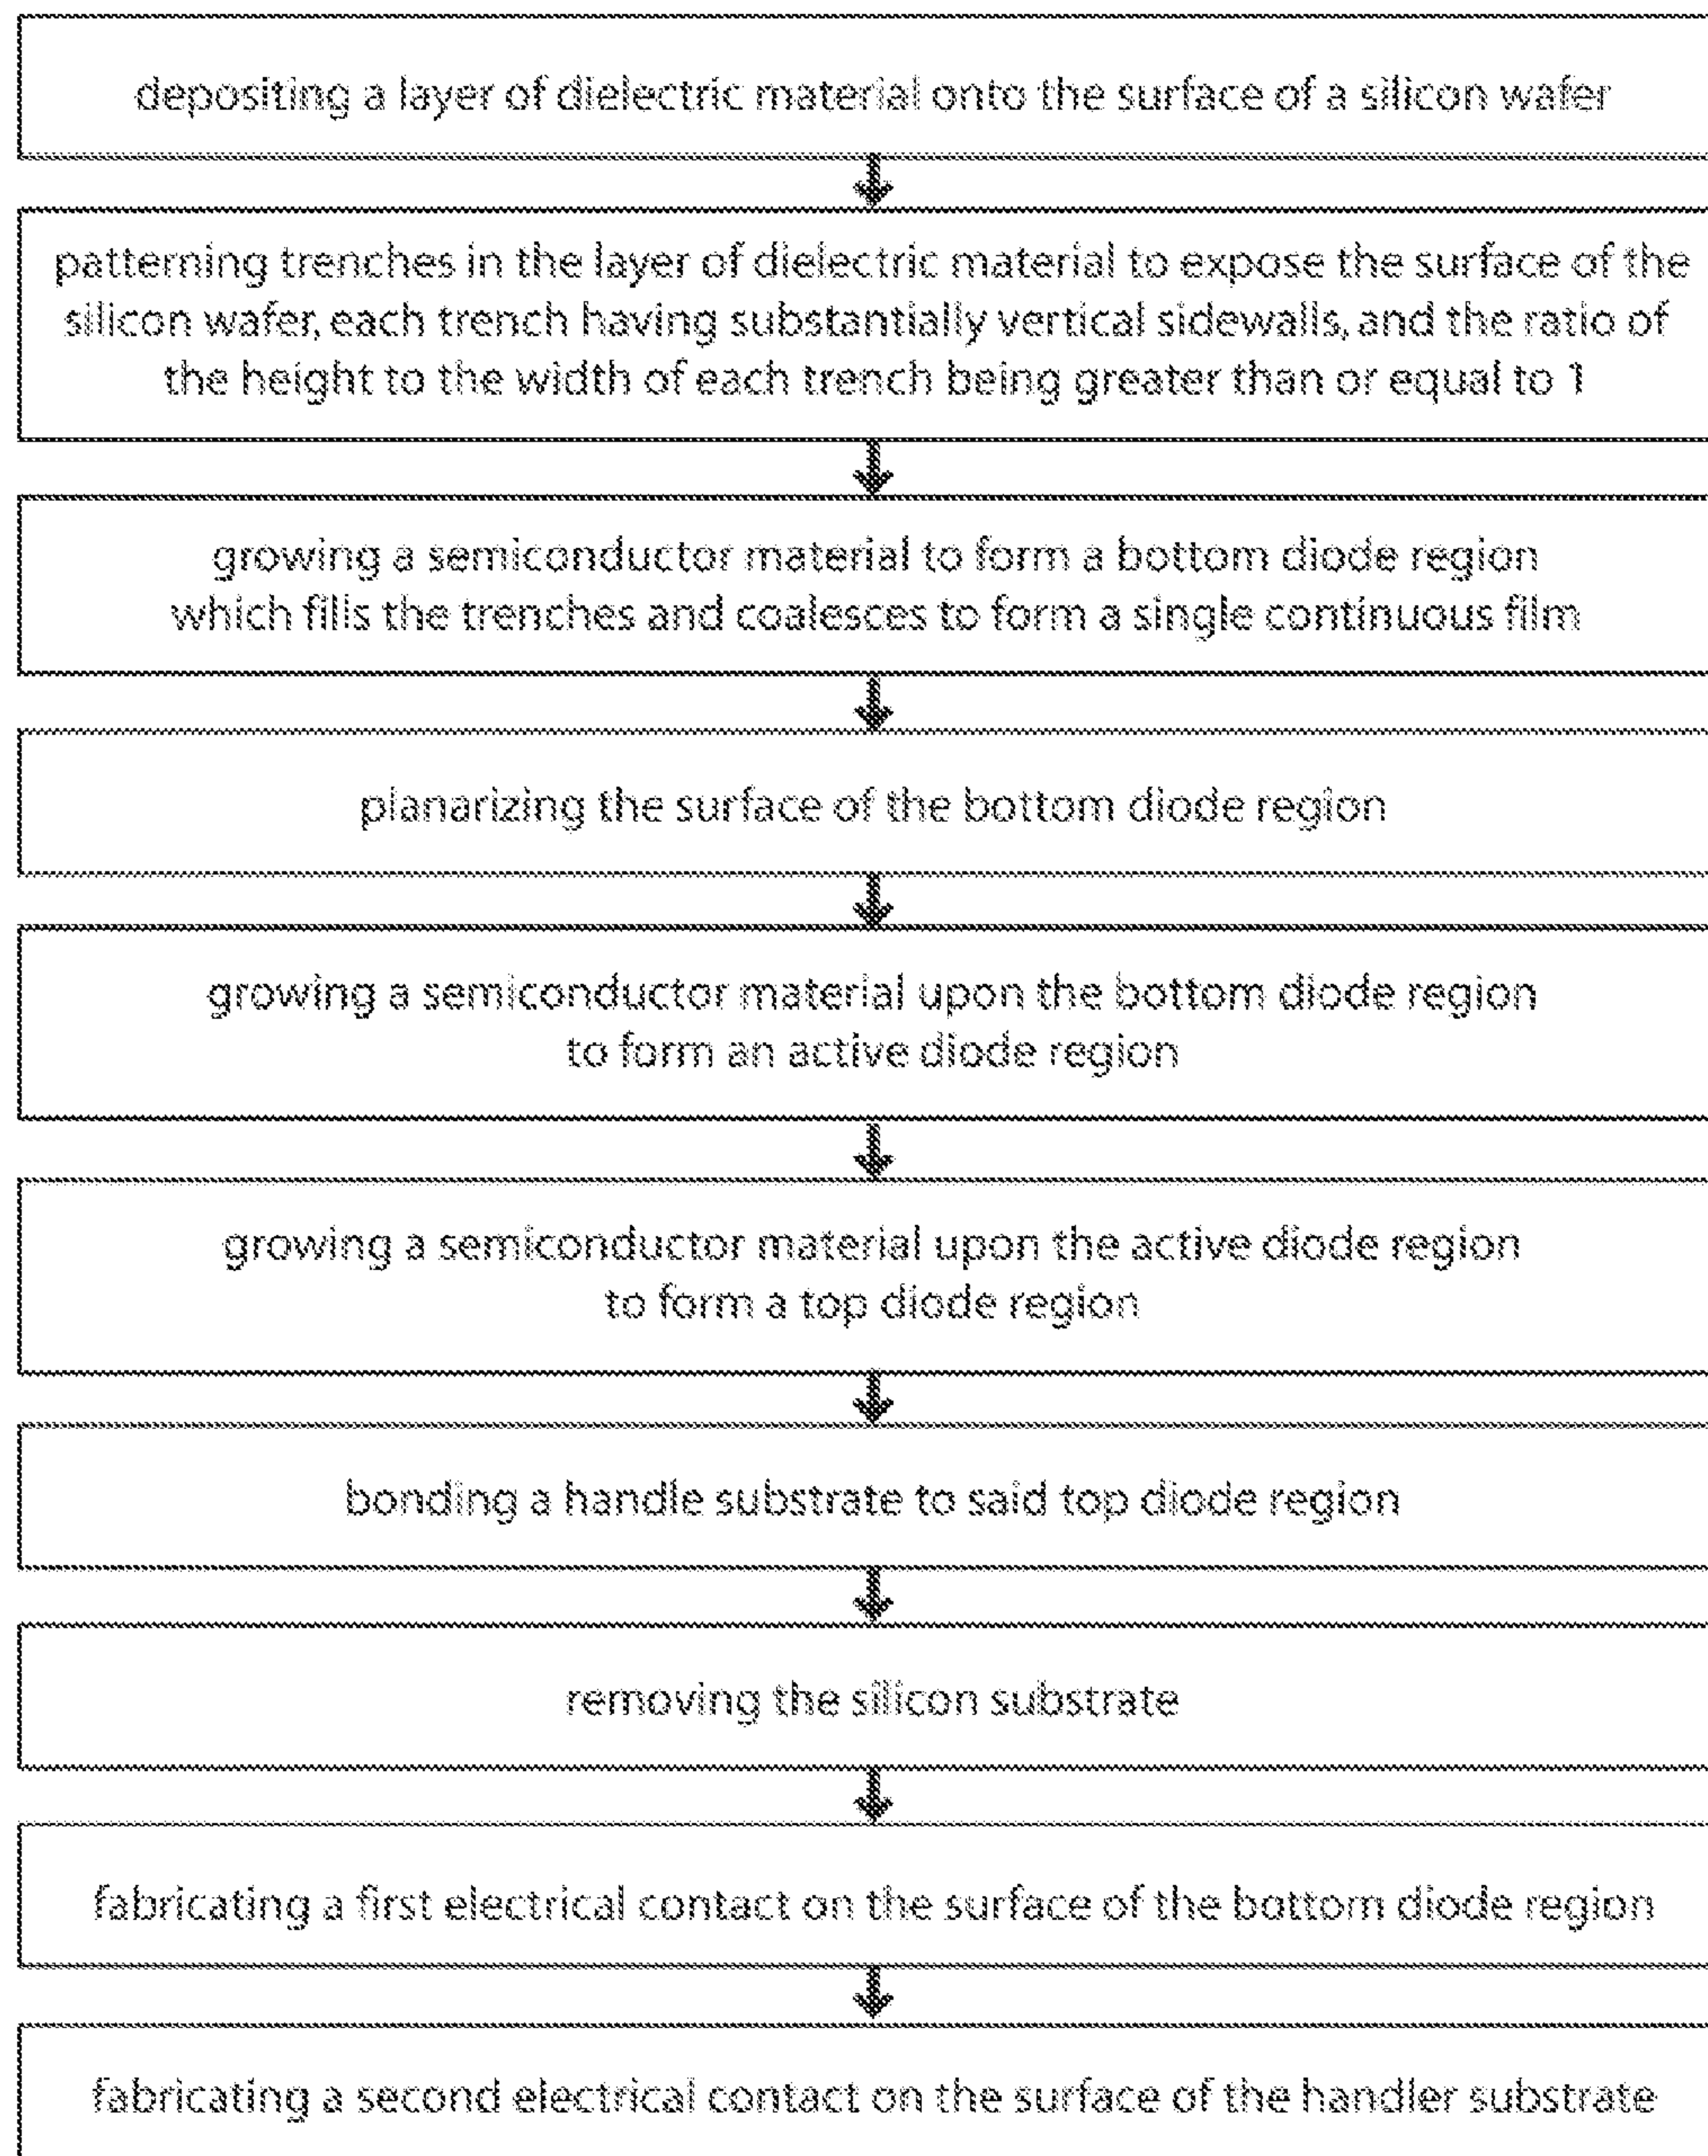 depositing a layer of dielectric material onto the surface of a silicon wafer
patterning trenches in the layer of dielectric material to expose the surface of the
silicon wafer, each trench having substantially vertical sidewalls, and the ratio of
the height to the width of each trench being greater than or equal to 1
growing a semiconductor material to form a bottom diode region
which fills the trenches and coalesces to form a single continuous film
planarizing the surface of the bottom diode region
growing a semiconductor material upon the bottom diode region
to form an active diode region
growing a semiconductor material upon the active diode region
to form a top diode region
bonding a handle substrate to said top diode region
removing the silicon substrate
fabricating a first electrical contact on the surface of the bottom diode region
fabricating a second electrical contact on the surface of the handler substrate